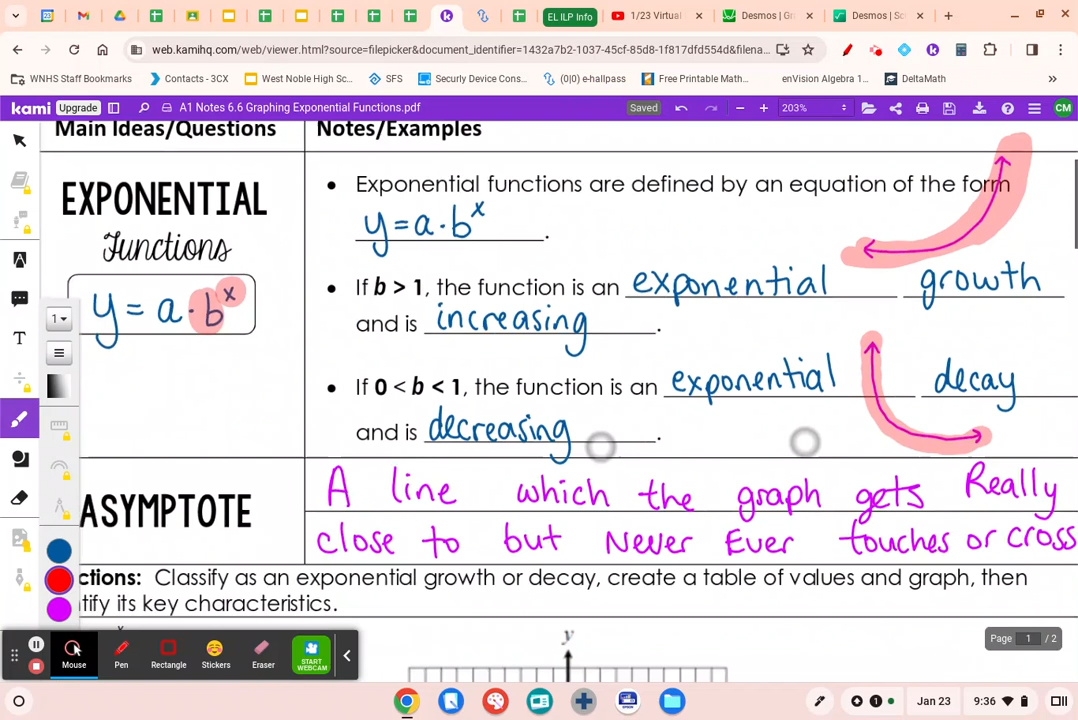 EL ILP Info
1/23 Virtual
Desmos | Gr
Desmos | Sc
web.kamihq.com/web/viewer.html?source=filepicker&document_identifier=1432a7b2-1037-45cf-85d8-1f817dfd554d&filena...
WNHS Staff Bookmarks
Contacts - 3CX
West Noble High Sc...
SFS
Securly Device Cons...
(0|0) e-hallpass
Free Printable Math...
enVision Algebra 1...
DeltaMath
kami
Upgrade
A1 Notes 6.6 Graphing Exponential Functions.pdf
Saved
203%
CM
Main Ideas/Questions
Notes/Examples
EXPONENTIAL
Functions
y = a · b^x
• Exponential functions are defined by an equation of the form
y = a · b^x.
• If b > 1, the function is an exponential growth
and is increasing.
• If 0 < b < 1, the function is an exponential decay
and is decreasing.
ASYMPTOTE
A line which the graph gets Really
close to but Never Ever touches or cross
ctions: Classify as an exponential growth or decay, create a table of values and graph, then
tify its key characteristics.
y
1
T
Page 1 / 2
Mouse
Pen
Rectangle
Stickers
Eraser
START
WEBCAM
1
Jan 23
9:36